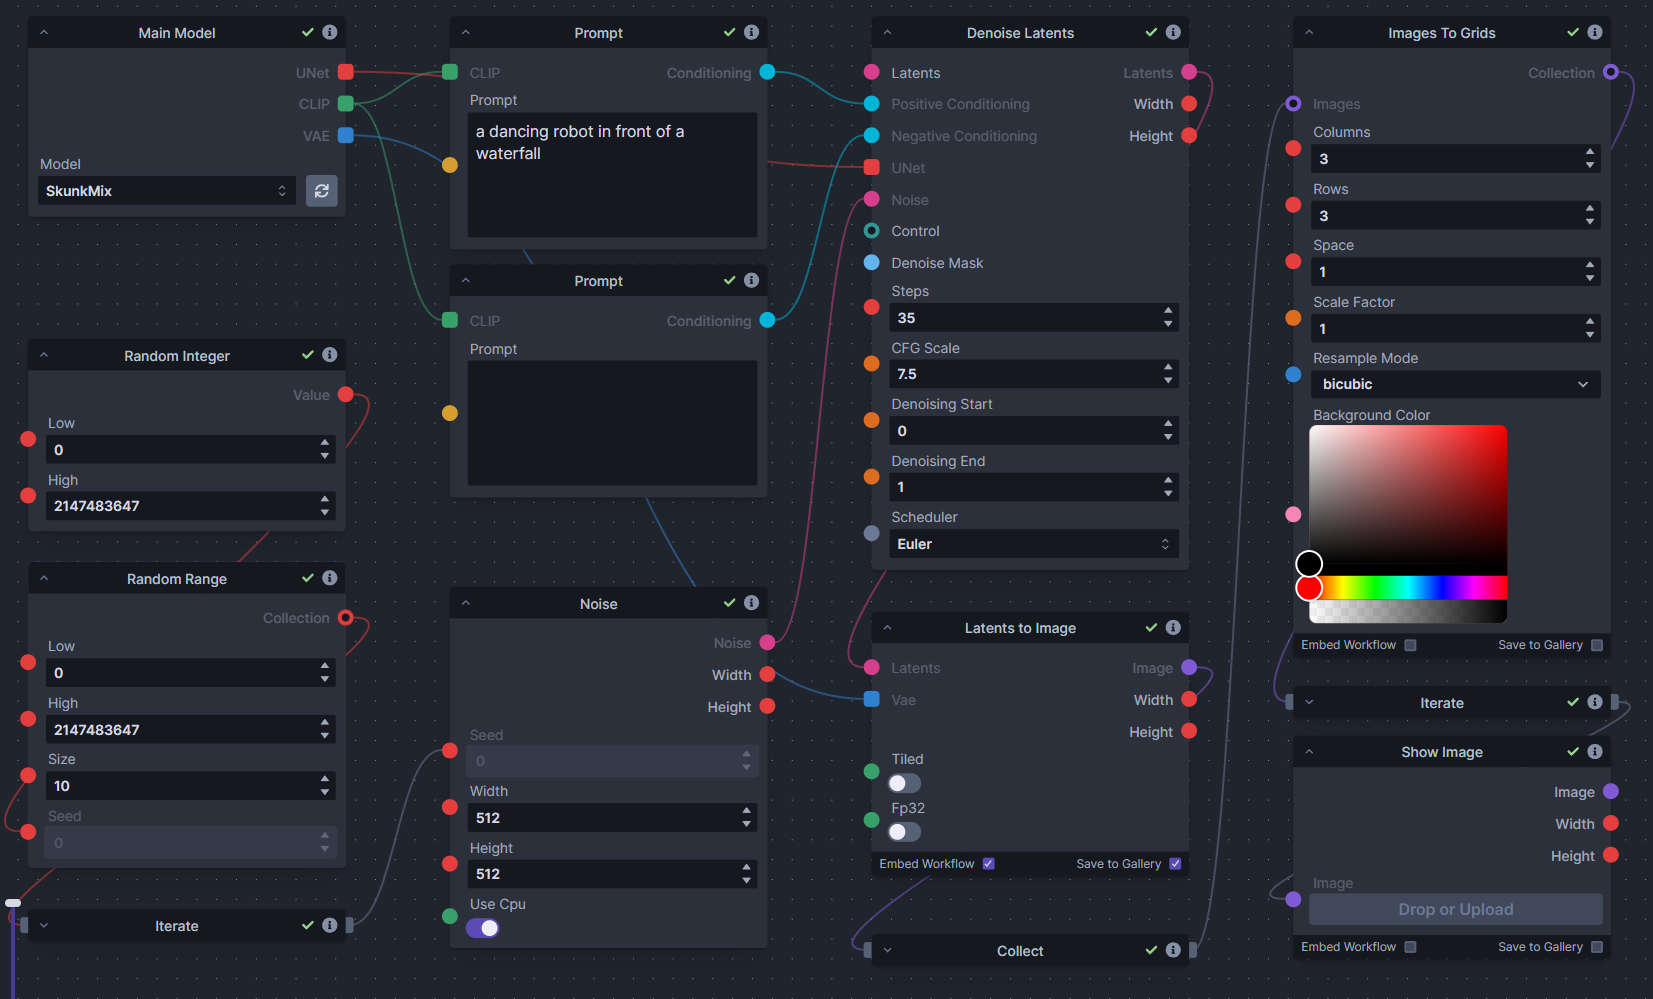 Main Model
UNet
CLIP
VAE
Model
SkunkMix
Random Integer
Value
Low
0
High
2147483647
Random Range
Collection
Low
0
High
2147483647
Size
10
Seed
0
Iterate
Prompt
CLIP Conditioning
Prompt
a dancing robot in front of a
waterfall
Prompt
CLIP Conditioning
Prompt
Noise
Noise
Width
Height
Seed
0
Width
512
Height
512
Use Cpu
Denoise Latents
Latents Latents
Positive Conditioning Width
Negative Conditioning Height
UNet
Noise
Control
Denoise Mask
Steps
35
CFG Scale
7.5
Denoising Start
0
Denoising End
1
Scheduler
Euler
Latents to Image
Latents Image
Vae Width
Height
Tiled
Fp32
Embed Workflow Save to Gallery
Collect
Images To Grids
Collection
Images
Columns
3
Rows
3
Space
1
Scale Factor
1
Resample Mode
bicubic
Background Color
Embed Workflow Save to Gallery
Iterate
Show Image
Image
Width
Height
Image
Drop or Upload
Embed Workflow Save to Gallery